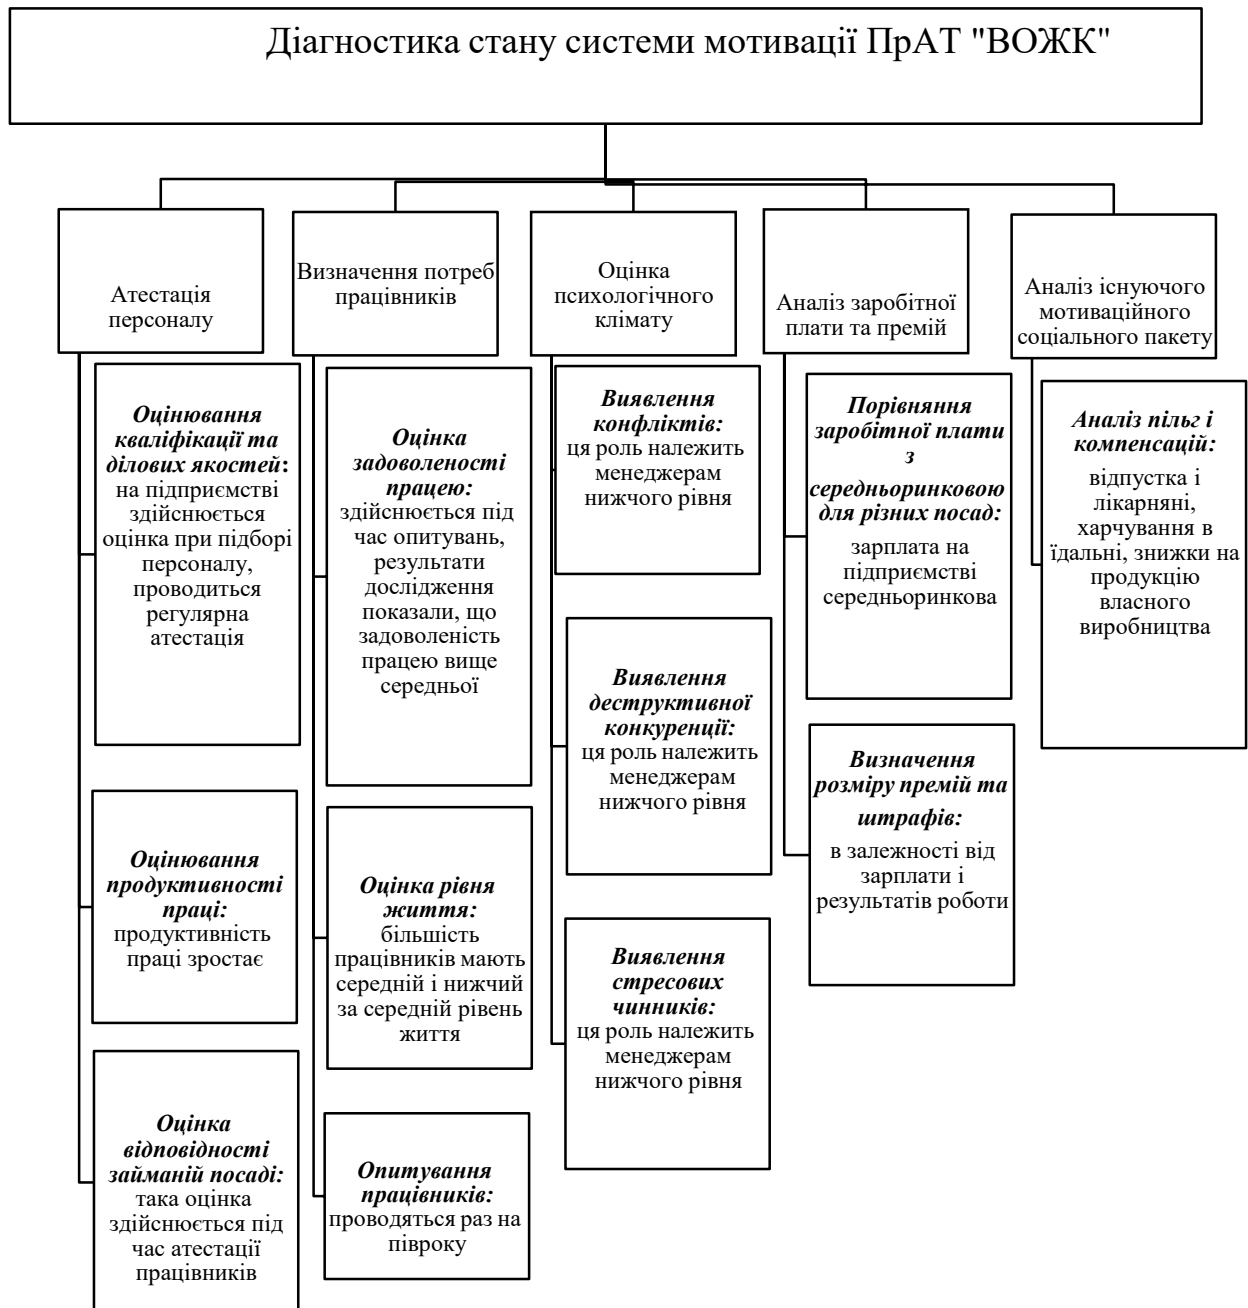 Діагностика стану системи мотивації ПрАТ "ВОЖК"
Атестація
персоналу
Оцінювання
кваліфікації та
ділових якостей:
на підприємстві
здійснюється
оцінка при підборі
персоналу,
проводиться
регулярна
атестація
Оцінювання
продуктивності
праці:
продуктивність
праці зростає
Оцінка
відповідності
займаній посаді:
така оцінка
здійснюється під
час атестації
працівників
Визначення потреб
працівників
Оцінка
задоволеності
працею:
здійснюється під
час опитувань,
результати
дослідження
показали, що
задоволеність
працею вище
середньої
Оцінка рівня
життя:
більшість
працівників мають
середній і нижчий
за середній рівень
життя
Опитування
працівників:
проводяться раз на
півроку
Оцінка
психологічного
клімату
Виявлення
конфліктів:
ця роль належить
менеджерам
нижчого рівня
Виявлення
деструктивної
конкуренції:
ця роль належить
менеджерам
нижчого рівня
Виявлення
стресових
чинників:
ця роль належить
менеджерам
нижчого рівня
Аналіз заробітної
плати та премій
Порівняння
заробітної плати
з
середньоринковою
для різних посад:
зарплата на
підприємстві
середньоринкова
Визначення
розміру премій та
штрафів:
в залежності від
зарплати і
результатів роботи
Аналіз існуючого
мотиваційного
соціального пакету
Аналіз пільг і
компенсацій:
відпустка і
лікарняні,
харчування в
їдальні, знижки на
продукцію
власного
виробництва